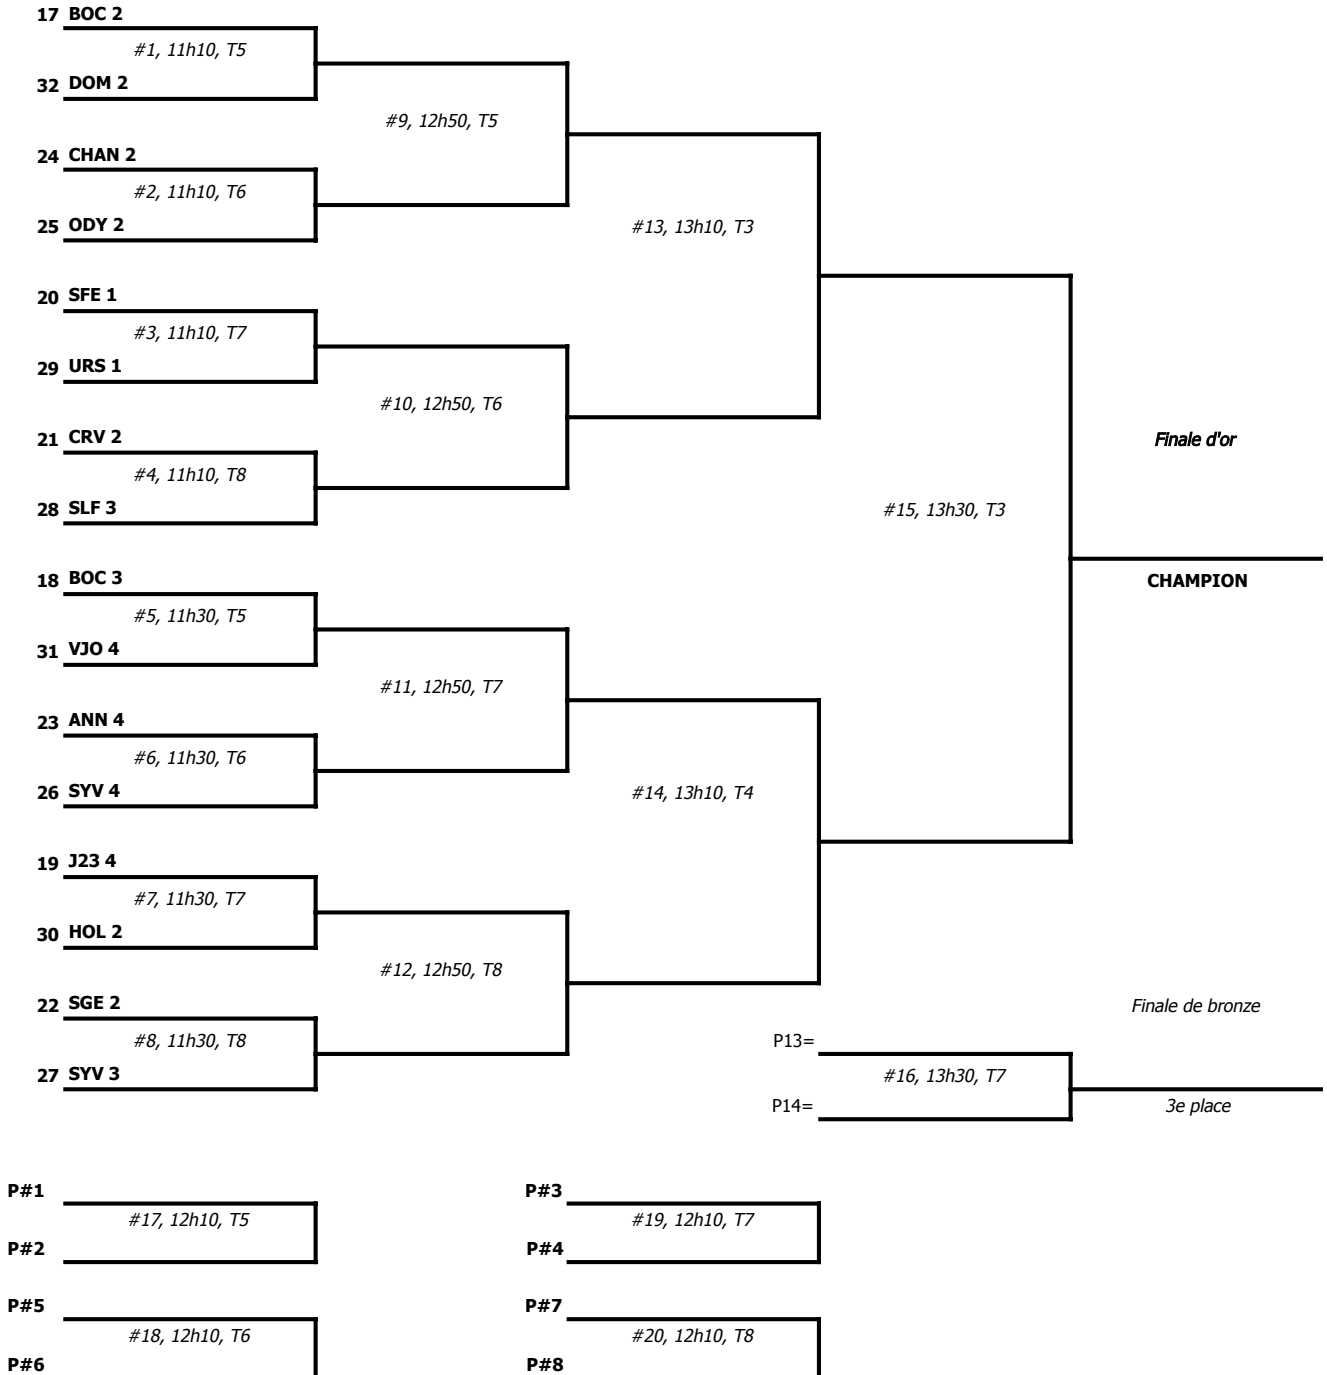 17 BOC 2
#1, 11h10, T5
32 DOM 2
#9, 12h50, T5
24 CHAN 2
#2, 11h10, T6
25 ODY 2
#13, 13h10, T3
20 SFE 1
#3, 11h10, T7
29 URS 1
#10, 12h50, T6
21 CRV 2
Finale d'or
#4, 11h10, T8
28 SLF 3
#15, 13h30, T3
18 BOC 3
CHAMPION
#5, 11h30, T5
31 VJO 4
#11, 12h50, T7
23 ANN 4
#6, 11h30, T6
26 SYV 4
#14, 13h10, T4
19 J23 4
#7, 11h30, T7
30 HOL 2
#12, 12h50, T8
22 SGE 2
Finale de bronze
#8, 11h30, T8
P13=
27 SYV 3
#16, 13h30, T7
P14=
3e place
P#1
P#3
#17, 12h10, T5
#19, 12h10, T7
P#2
P#4
P#5
P#7
#18, 12h10, T6
#20, 12h10, T8
P#6
P#8